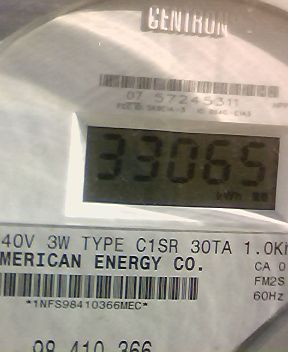 CENTRON
07 57245311
33065
kWh
40V 3W TYPE C1SR 30TA 1.0K
MERICAN ENERGY CO.
CA 0
FM2S
60Hz
*1NFS98410366MEC*
98 410 366